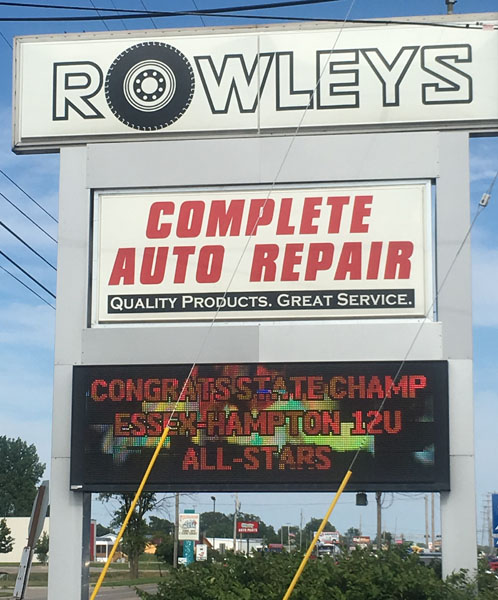 ROWLEYS
COMPLETE
AUTO REPAIR
QUALITY PRODUCTS. GREAT SERVICE.
CONGRATS STATE CHAMP
ESSEX-HAMPTON 12U
ALL-STARS